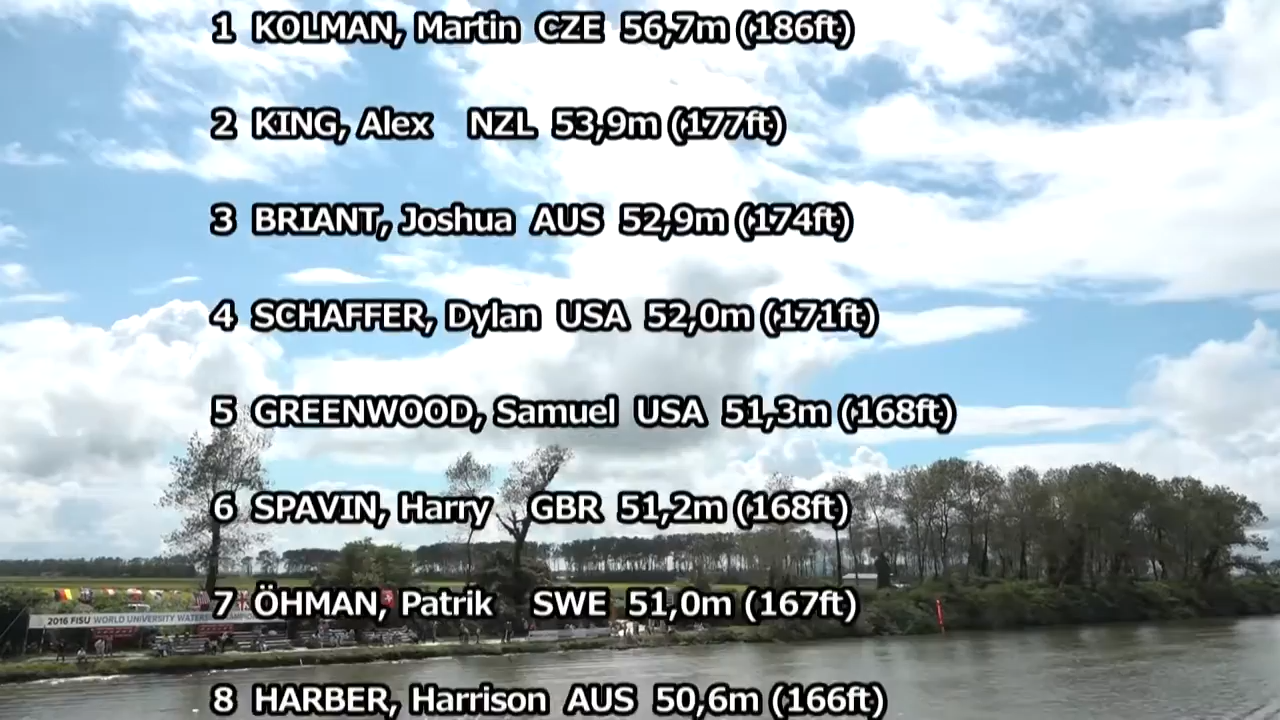 1 KOLMAN, Martin CZE 56,7m (186ft)
2 KING, Alex NZL 53,9m (177ft)
3 BRIANT, Joshua AUS 52,9m (174ft)
4 SCHAFFER, Dylan USA 52,0m (171ft)
5 GREENWOOD, Samuel USA 51,3m (168ft)
6 SPAVIN, Harry GBR 51,2m (168ft)
7 ÖHMAN, Patrik SWE 51,0m (167ft)
2016 FISU WORLD UNIVERSITY
8 HARBER, Harrison AUS 50,6m (166ft)